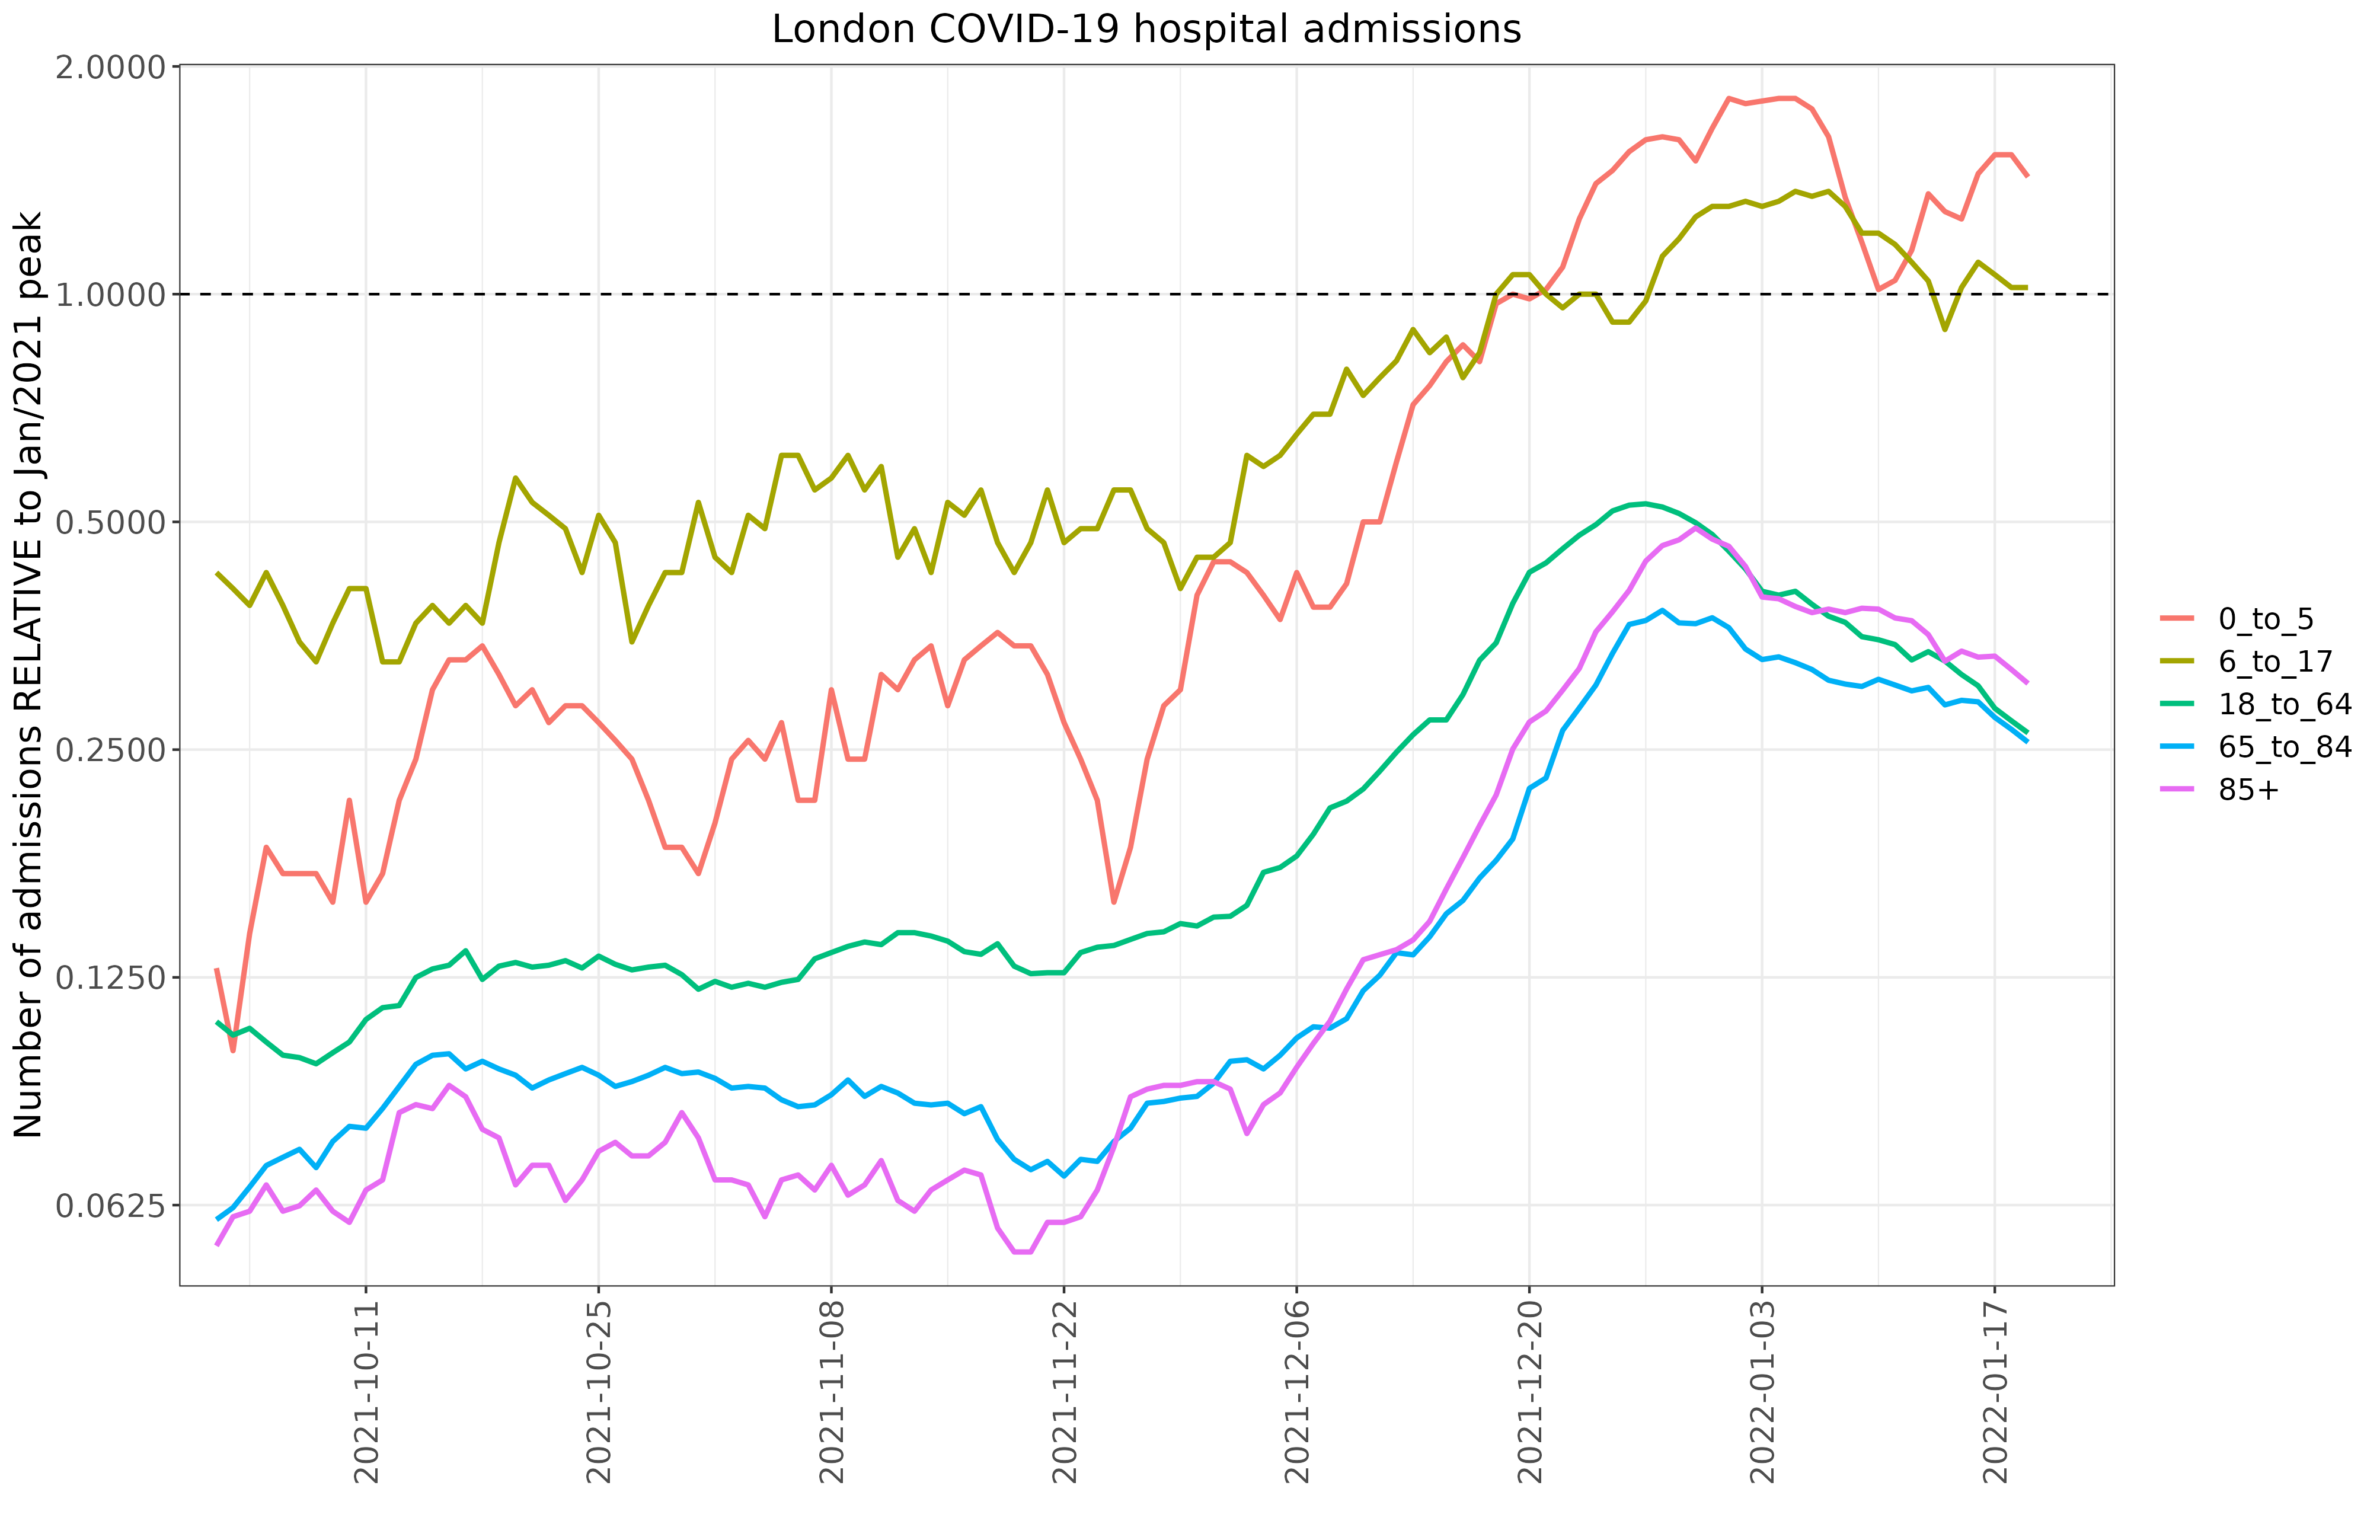 London COVID-19 hospital admissions
Number of admissions RELATIVE to Jan/2021 peak
2.0000
1.0000
0.5000
0.2500
0.1250
0.0625
2021-10-11
2021-10-25
2021-11-08
2021-11-22
2021-12-06
2021-12-20
2022-01-03
2022-01-17
0_to_5
6_to_17
18_to_64
65_to_84
85+